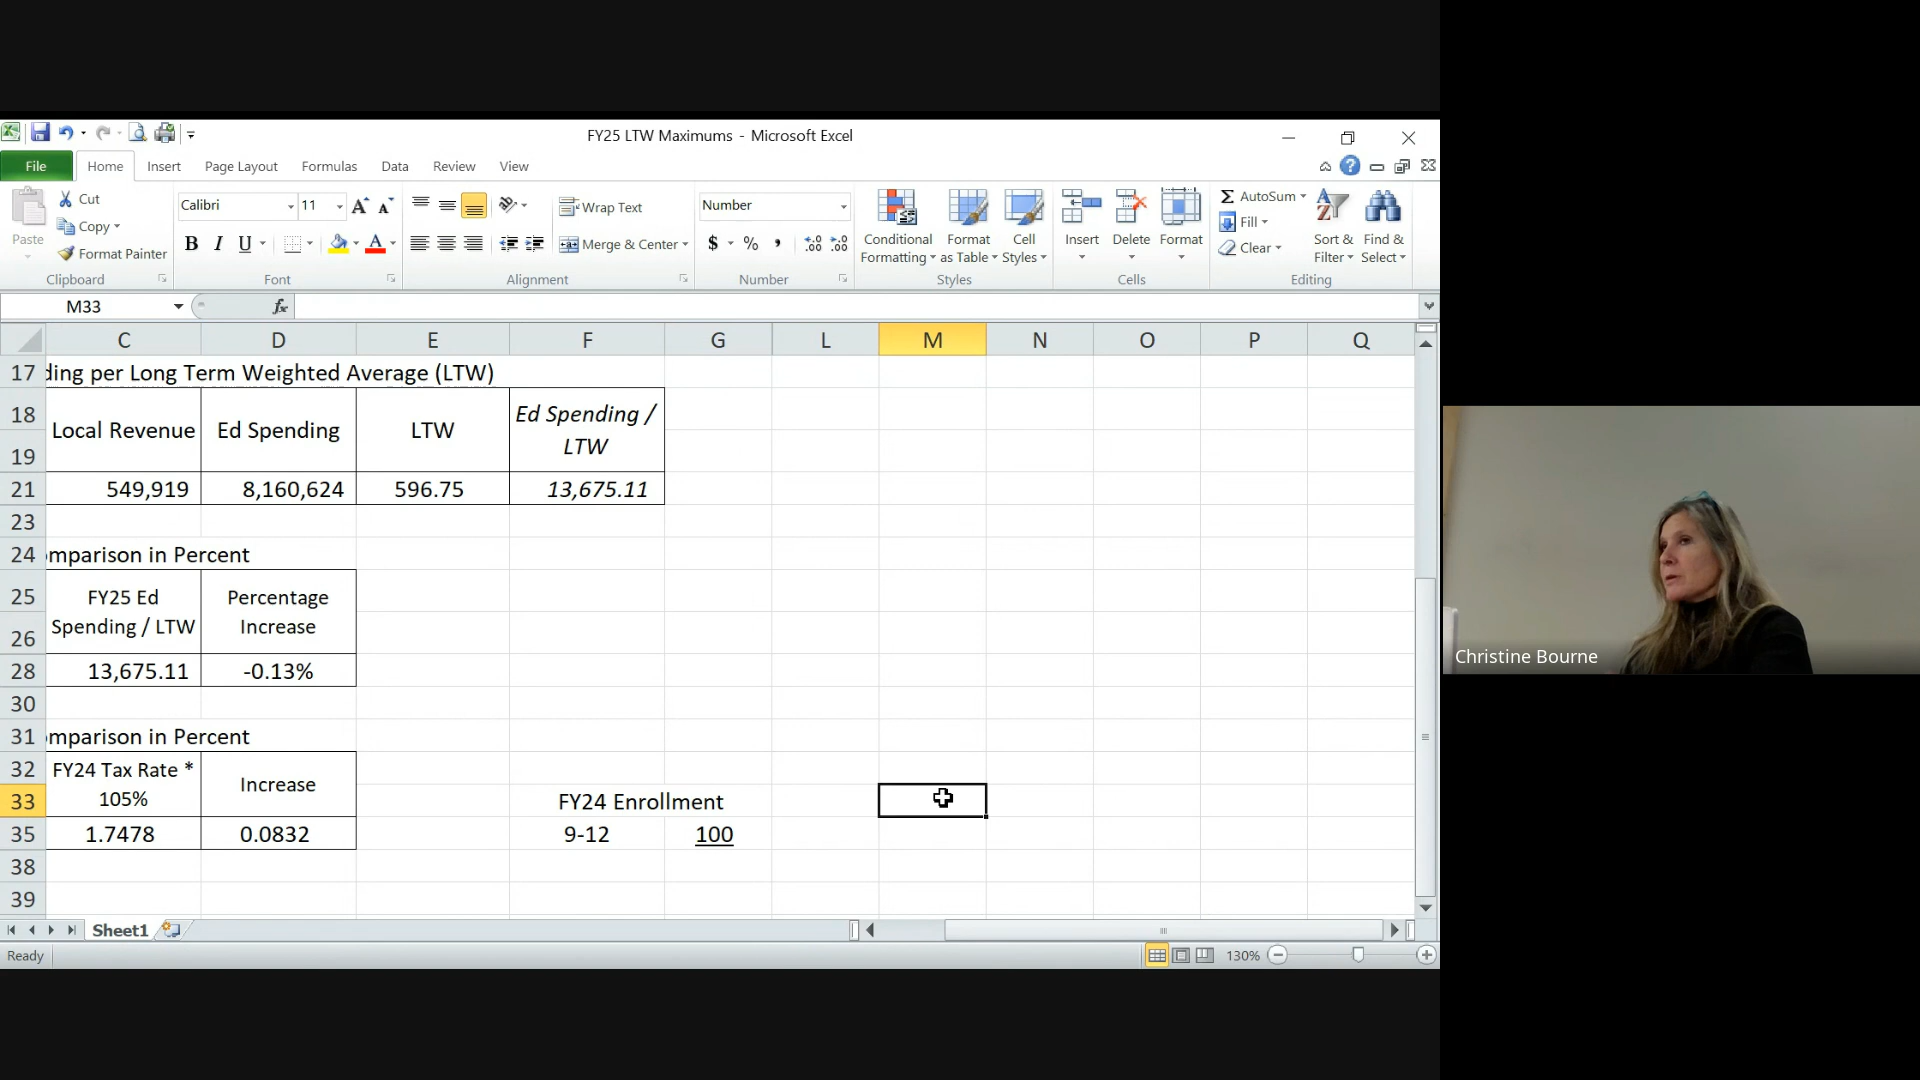 FY25 LTW Maximums - Microsoft Excel
File Home Insert Page Layout Formulas Data Review View
Paste
Cut
Copy
Format Painter
Clipboard
Calibri 11
B I U
Font
Wrap Text
Merge & Center
Alignment
Number
$ % ,
Number
Conditional Formatting
Format as Table
Cell Styles
Styles
Insert
Delete
Format
Cells
AutoSum
Fill
Clear
Sort & Filter
Find & Select
Editing
M33 fx
C D E F G L M N O P Q
17 ding per Long Term Weighted Average (LTW)
18
19
Local Revenue Ed Spending LTW Ed Spending / LTW
21 549,919 8,160,624 596.75 13,675.11
23
24 omparison in Percent
25 FY25 Ed Percentage
26 Spending / LTW Increase
28 13,675.11 -0.13%
30
31 omparison in Percent
32 FY24 Tax Rate * Increase
33 105% FY24 Enrollment
35 1.7478 0.0832 9-12 100
38
39
Sheet1
Ready 130%
Christine Bourne